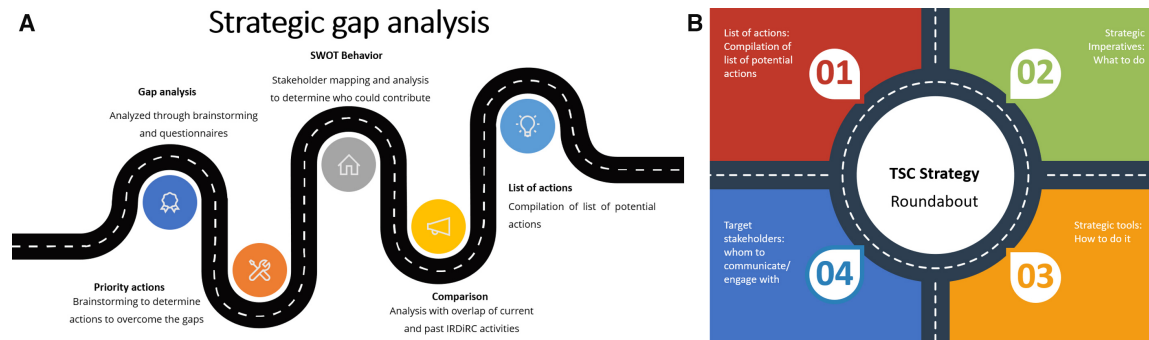 A
Strategic gap analysis
SWOT Behavior
Stakeholder mapping and analysis
to determine who could contribute
Gap analysis
Analyzed through brainstorming
and questionnaires
List of actions
Compilation of list of potential
actions
Priority actions
Brainstorming to determine
actions to overcome the gaps
Comparison
Analysis with overlap of current
and past IRDiRC activities
B
List of actions:
Compilation of
list of potential
actions
01
Strategic
Imperatives:
What to do
02
TSC Strategy
Roundabout
Target
stakeholders:
whom to
communicate/
engage with
04
Strategic tools:
How to do it
03